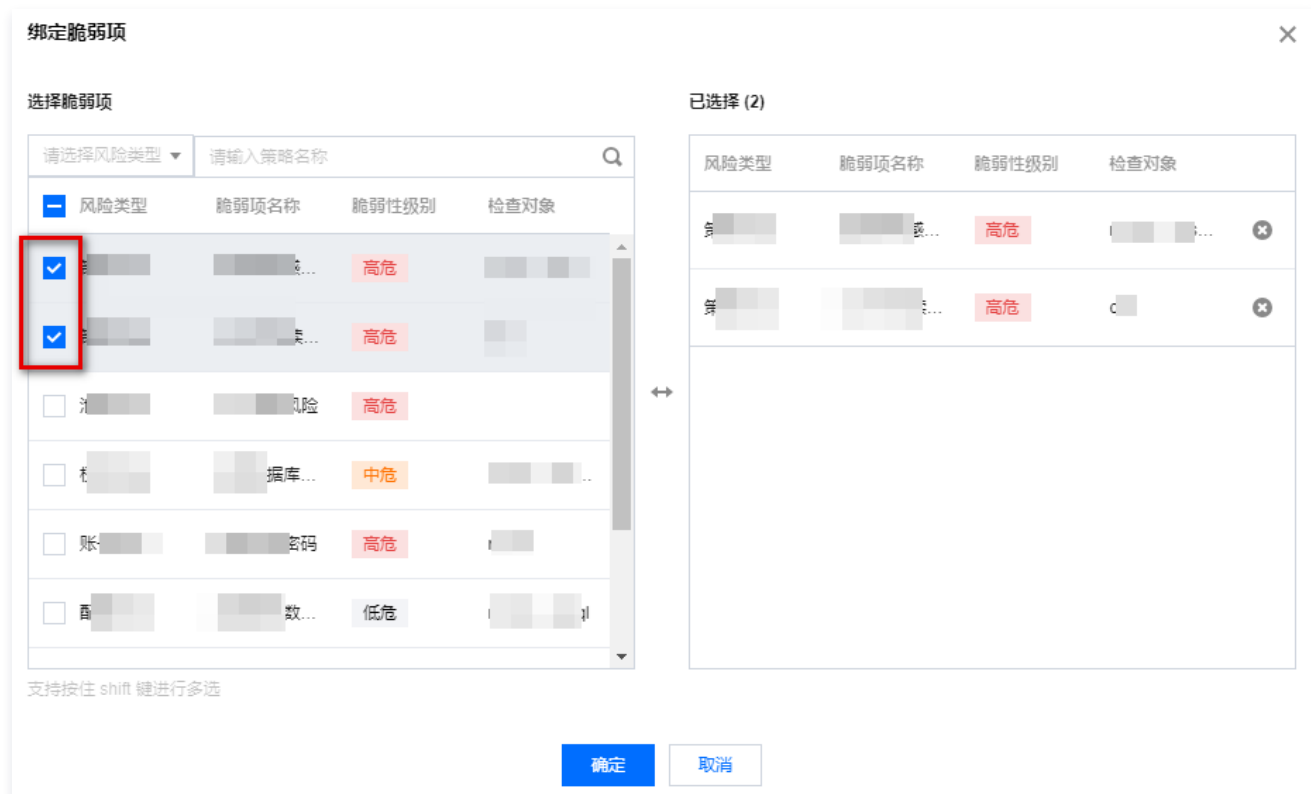 绑定脆弱项
选择脆弱项
已选择 (2)
请选择风险类型 请输入策略名称
风险类型 脆弱项名称 脆弱性级别 检查对象
高危
高危
风险 高危
据库... 中危
账 密码 高危
配 数... 低危 ql
支持按住 shift 键进行多选
风险类型 脆弱项名称 脆弱性级别 检查对象
感... 高危
策 高危
确定 取消